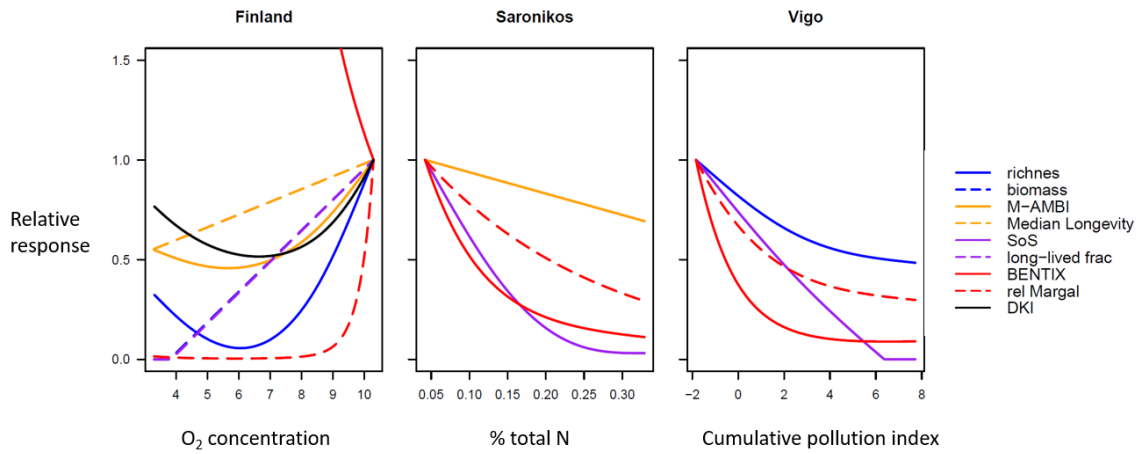 Finland
Saronikos
Vigo
Relative
response
1.5
1.0
0.5
0.0
4 5 6 7 8 9 10
0.05 0.10 0.15 0.20 0.25 0.30
−2 0 2 4 6 8
O₂ concentration
% total N
Cumulative pollution index
richnes
biomass
M−AMBI
Median Longevity
SoS
long−lived frac
BENTIX
rel Margal
DKI